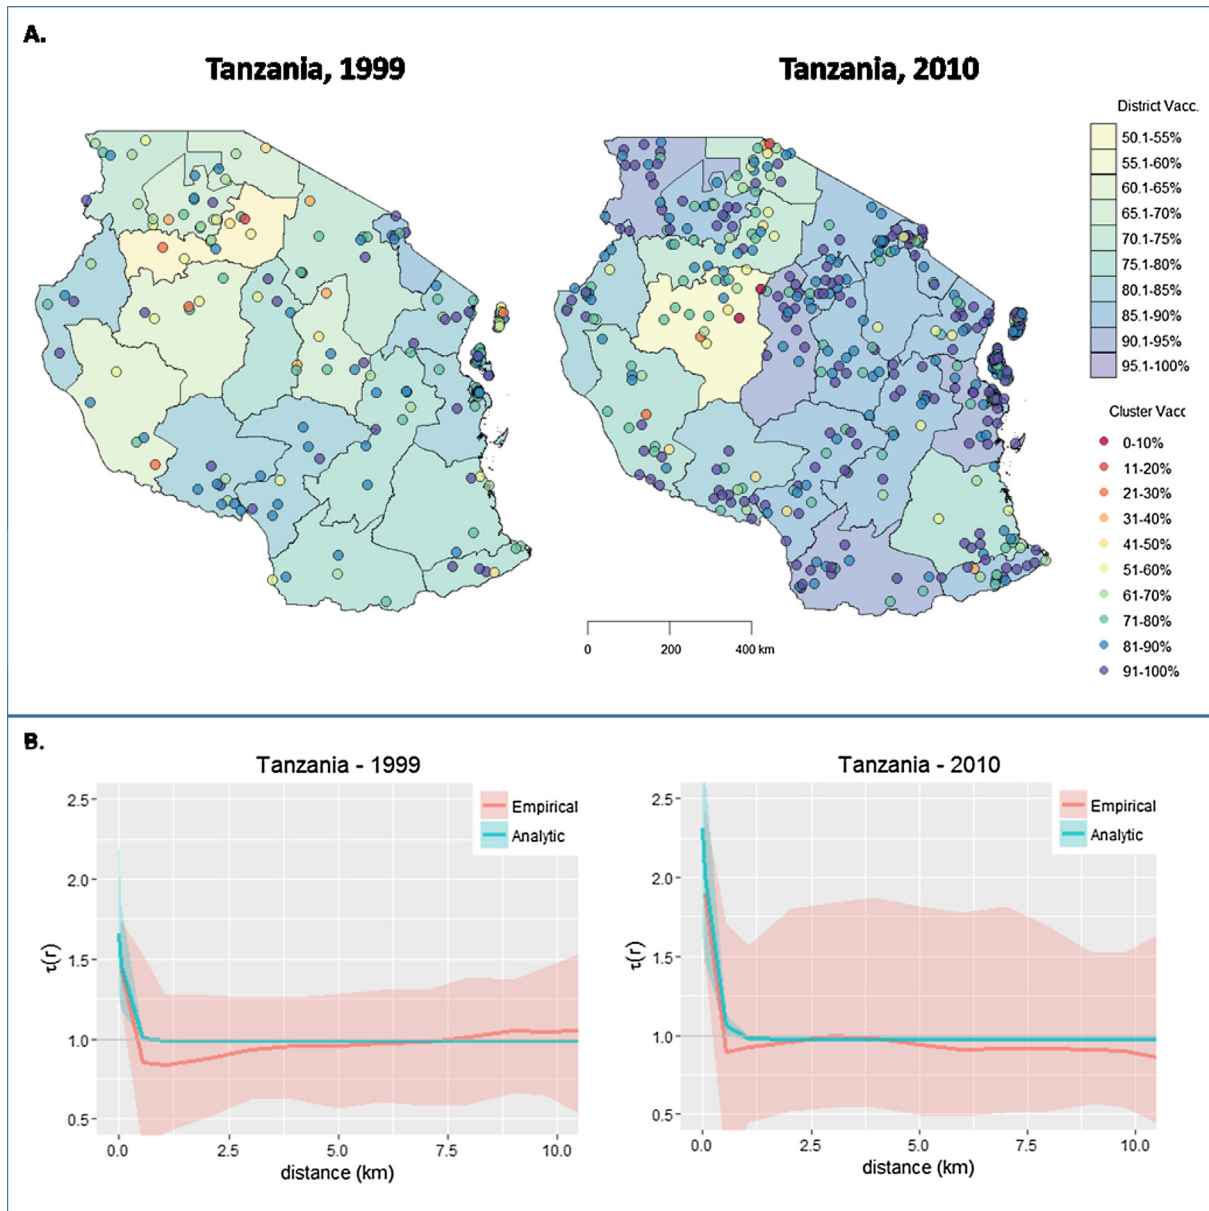 A.
Tanzania, 1999
Tanzania, 2010
District Vacc.
50.1-55%
55.1-60%
60.1-65%
65.1-70%
70.1-75%
75.1-80%
80.1-85%
85.1-90%
90.1-95%
95.1-100%
Cluster Vacc
0-10%
11-20%
21-30%
31-40%
41-50%
51-60%
61-70%
71-80%
81-90%
91-100%
0 200 400 km
B.
Tanzania - 1999
Empirical
Analytic
2.5
2.0
1.5
1.0
0.5
τ(r)
0.0 2.5 5.0 7.5 10.0
distance (km)
Tanzania - 2010
Empirical
Analytic
2.5
2.0
1.5
1.0
0.5
τ(r)
0.0 2.5 5.0 7.5 10.0
distance (km)